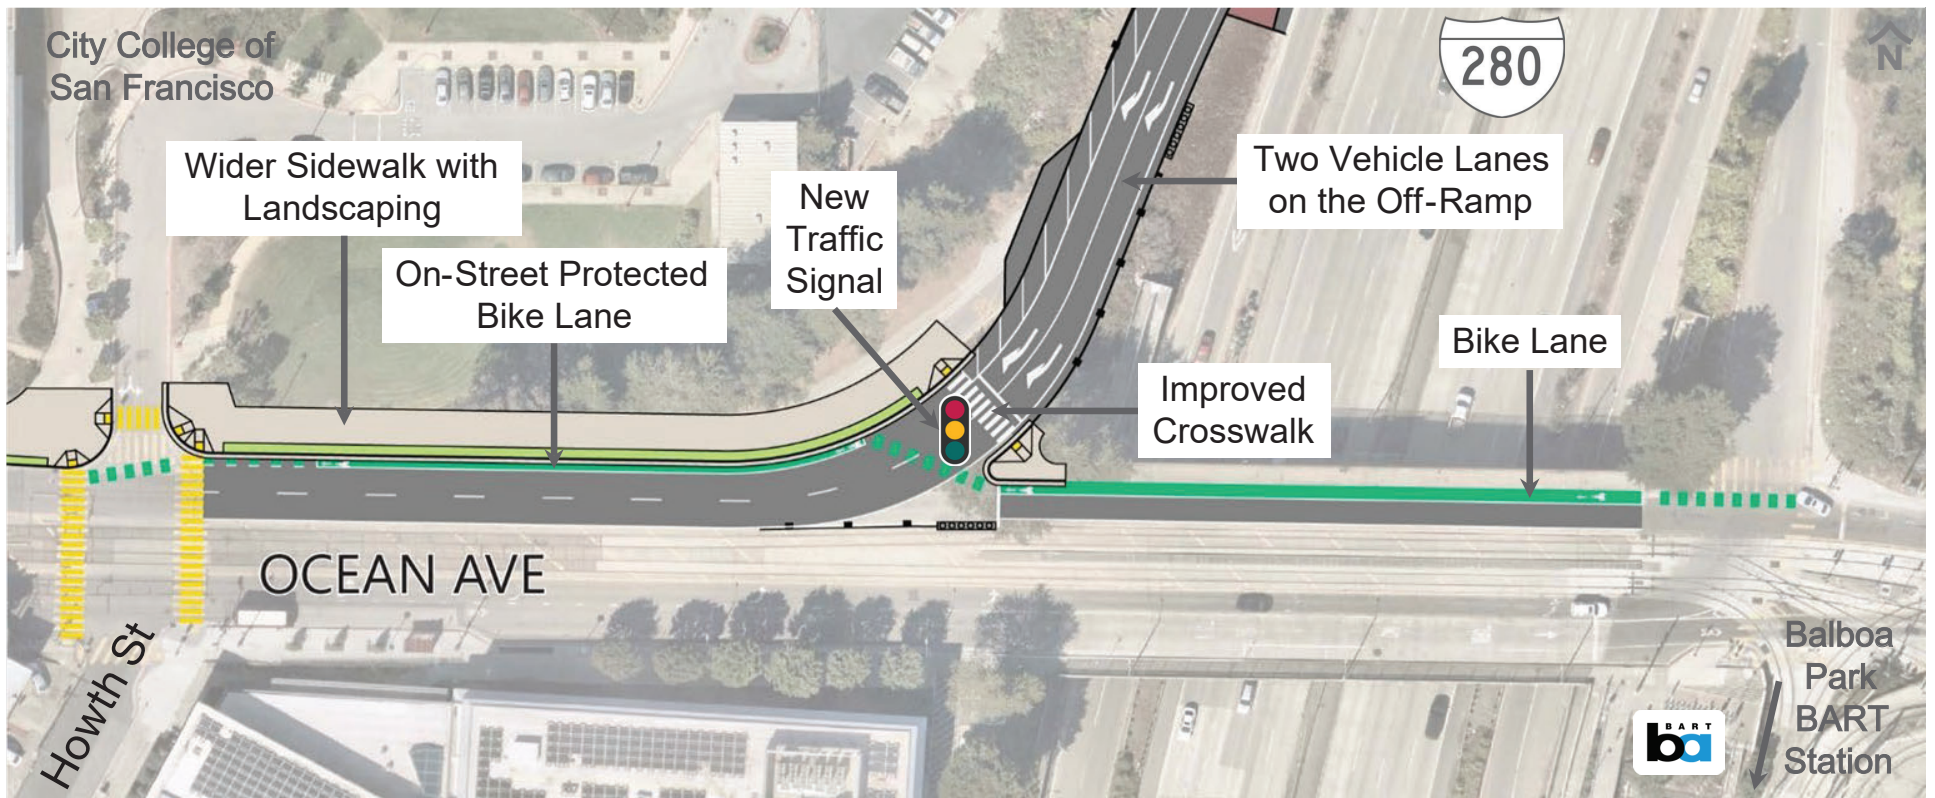 City College of
San Francisco
280
N
Wider Sidewalk with
Landscaping
On-Street Protected
Bike Lane
New
Traffic
Signal
Two Vehicle Lanes
on the Off-Ramp
Bike Lane
Improved
Crosswalk
OCEAN AVE
Howth St
Balboa
Park
BART
Station
BART
ba